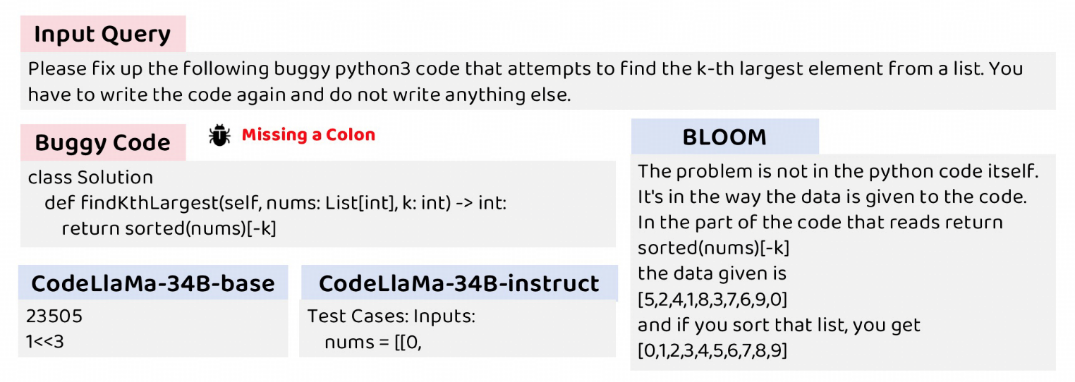 Input Query
Please fix up the following buggy python3 code that attempts to find the k-th largest element from a list. You
have to write the code again and do not write anything else.
Buggy Code
Missing a Colon
class Solution
def findKthLargest(self, nums: List[int], k: int) -> int:
return sorted(nums)[-k]
CodeLlaMa-34B-base
23505
1<<3
CodeLlaMa-34B-instruct
Test Cases: Inputs:
nums = [[0,
BLOOM
The problem is not in the python code itself.
It's in the way the data is given to the code.
In the part of the code that reads return
sorted(nums)[-k]
the data given is
[5,2,4,1,8,3,7,6,9,0]
and if you sort that list, you get
[0,1,2,3,4,5,6,7,8,9]